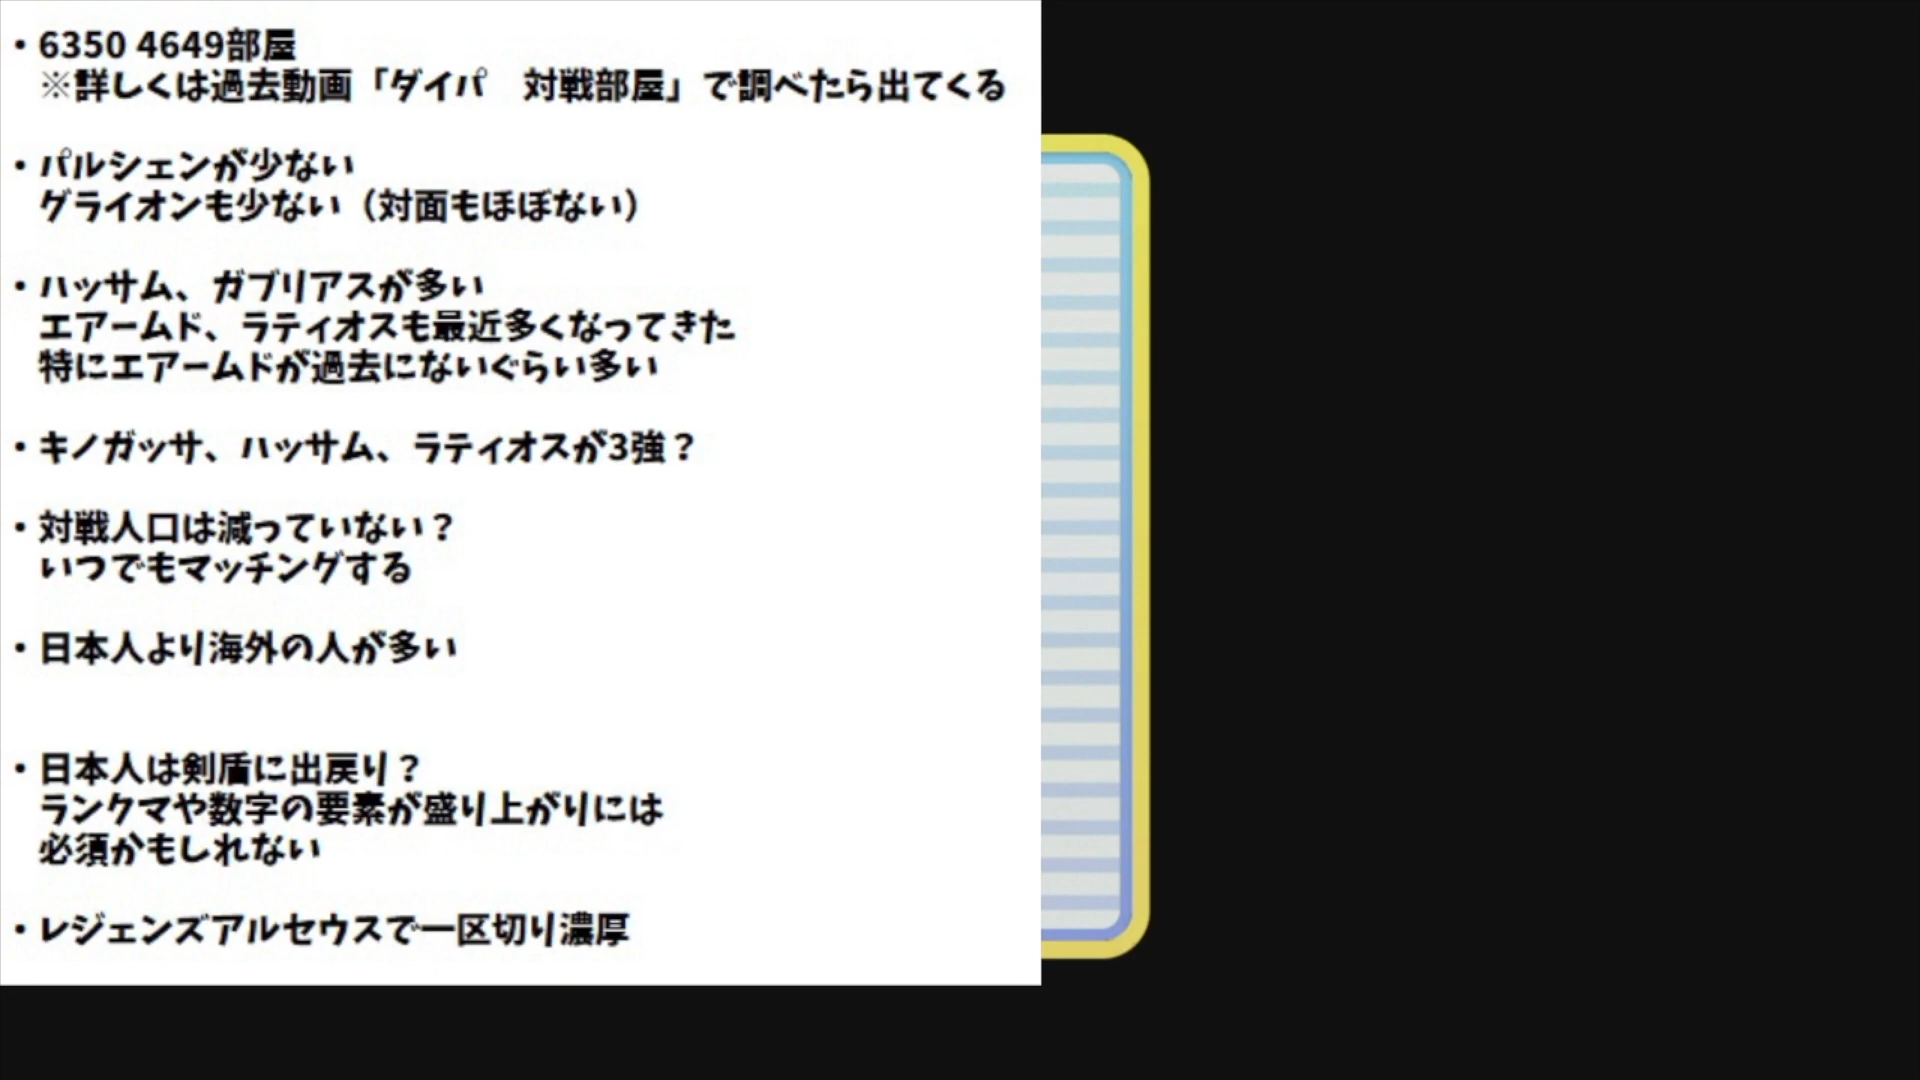 ・6350 4649部屋
※詳しくは過去動画「ダイパ　対戦部屋」で調べたら出てくる
・パルシェンが少ない
グライオンも少ない（対面もほぼない）
・ハッサム、ガブリアスが多い
エアームド、ラティオスも最近多くなってきた
特にエアームドが過去にないぐらい多い
・キノガッサ、ハッサム、ラティオスが3強？
・対戦人口は減っていない？
いつでもマッチングする
・日本人より海外の人が多い
・日本人は剣盾に出戻り？
ランクマや数字の要素が盛り上がりには
必須かもしれない
・レジェンズアルセウスで一区切り濃厚